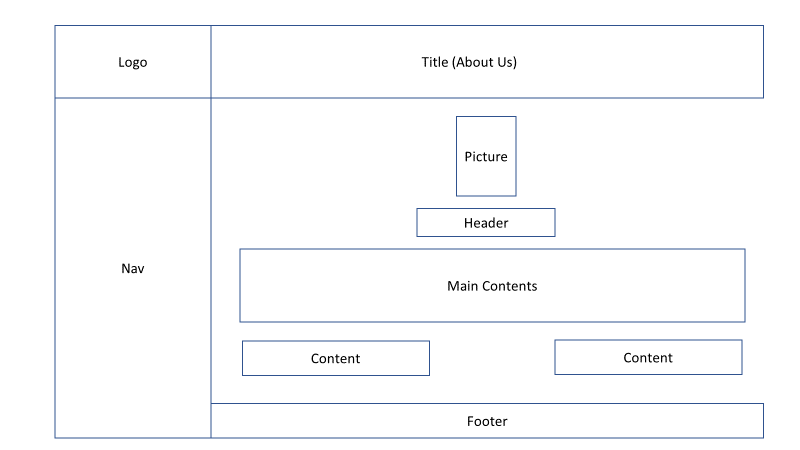 Logo
Title (About Us)
Picture
Header
Nav
Main Contents
Content
Content
Footer